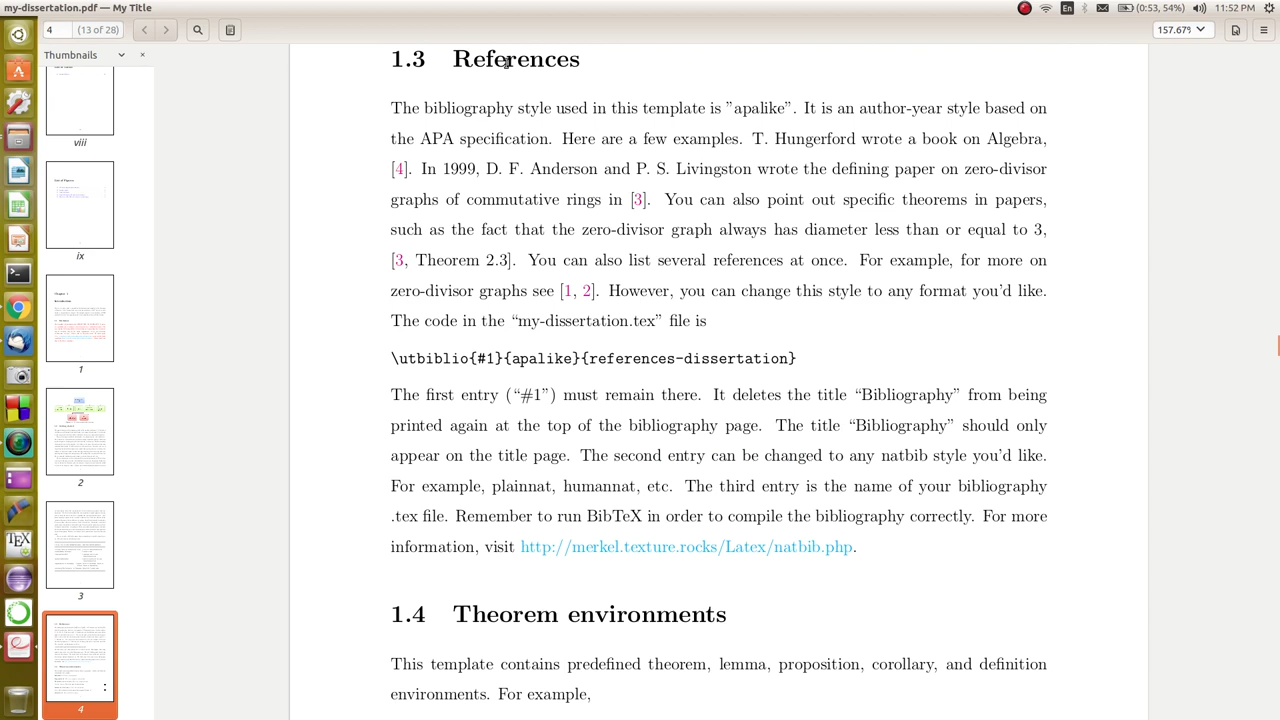 my-dissertation.pdf — My Title
En
(0:53, 54%)
11:52 PM
4
(13 of 28)
157.67%
Thumbnails
viii
ix
1
2
3
4
1.3 References
The bibliography style used in this template is ”apalike”. It is an author-year style based on
the APA specification. Here are a few examples. T. Hungerford wrote a book on Algebra,
[4]. In 1999, D. F. Anderson and P. S. Livingston wrote the defining paper on zero-divisor
graphs of commutative rings in [3]. You can also point out specific theorems in papers,
such as the fact that the zero-divisor graph always has diameter less than or equal to 3,
[3, Theorem 2.3]. You can also list several references at once. For example, for more on
zero-divisor graphs see [1, 2]. However, you can change this style to any format you’d like.
The code in the my-dissertation.tex” file is
\utbiblio{#1}{apalike}{references-dissertation}
The first entry “#1”) must remain there. It deletes the title “Bibliography” from being
printed again at the top of the bibliography page. The title “Bibliography” should only
appear on the title page. The second entry can be changed to any natbib style you’d like.
For example, plainnat, humannat, etc. The third entry is the name of your bibliography
Remember to run BibTeX in order to create the bibliography For more
information, see
1.4 Theorem environments
This template contains predefined theorem, lemma, proposition, corollary, and definition
environments. For example,